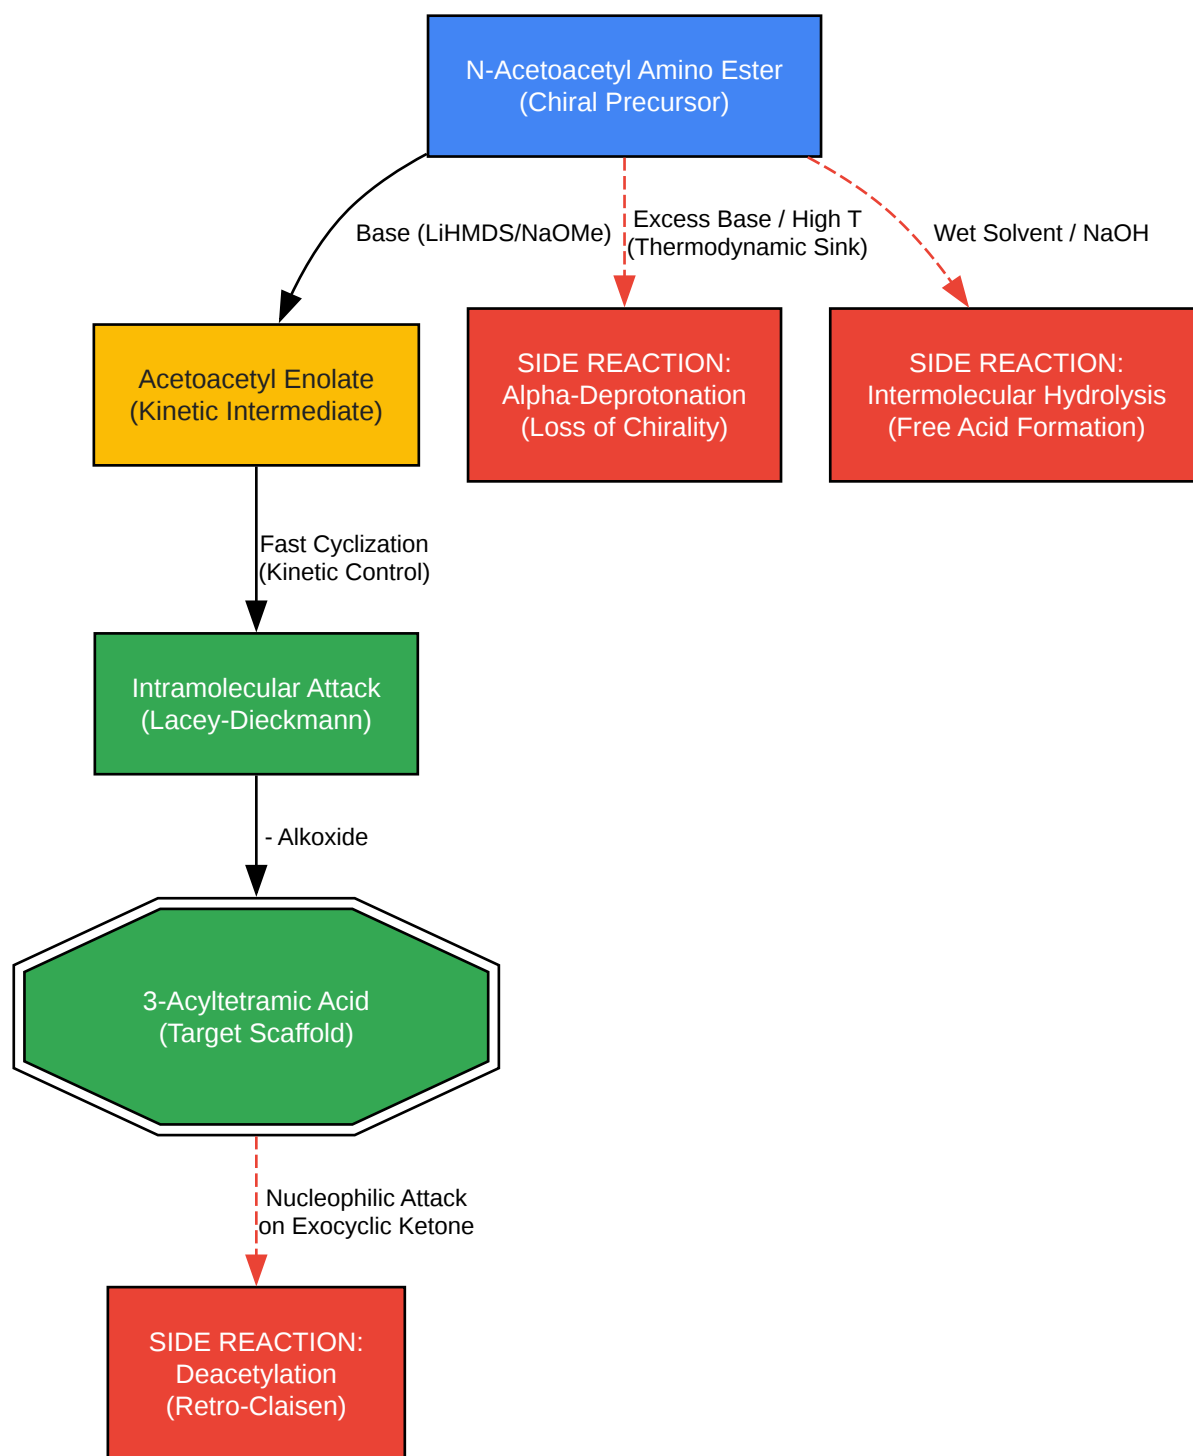 N-Acetoacetyl Amino Ester
(Chiral Precursor)
Base (LiHMDS/NaOMe)
Excess Base / High T
(Thermodynamic Sink)
Wet Solvent / NaOH
Acetoacetyl Enolate
(Kinetic Intermediate)
SIDE REACTION:
Alpha-Deprotonation
(Loss of Chirality)
SIDE REACTION:
Intermolecular Hydrolysis
(Free Acid Formation)
Fast Cyclization
(Kinetic Control)
Intramolecular Attack
(Lacey-Dieckmann)
- Alkoxide
3-Acyltetramic Acid
(Target Scaffold)
Nucleophilic Attack
on Exocyclic Ketone
SIDE REACTION:
Deacetylation
(Retro-Claisen)